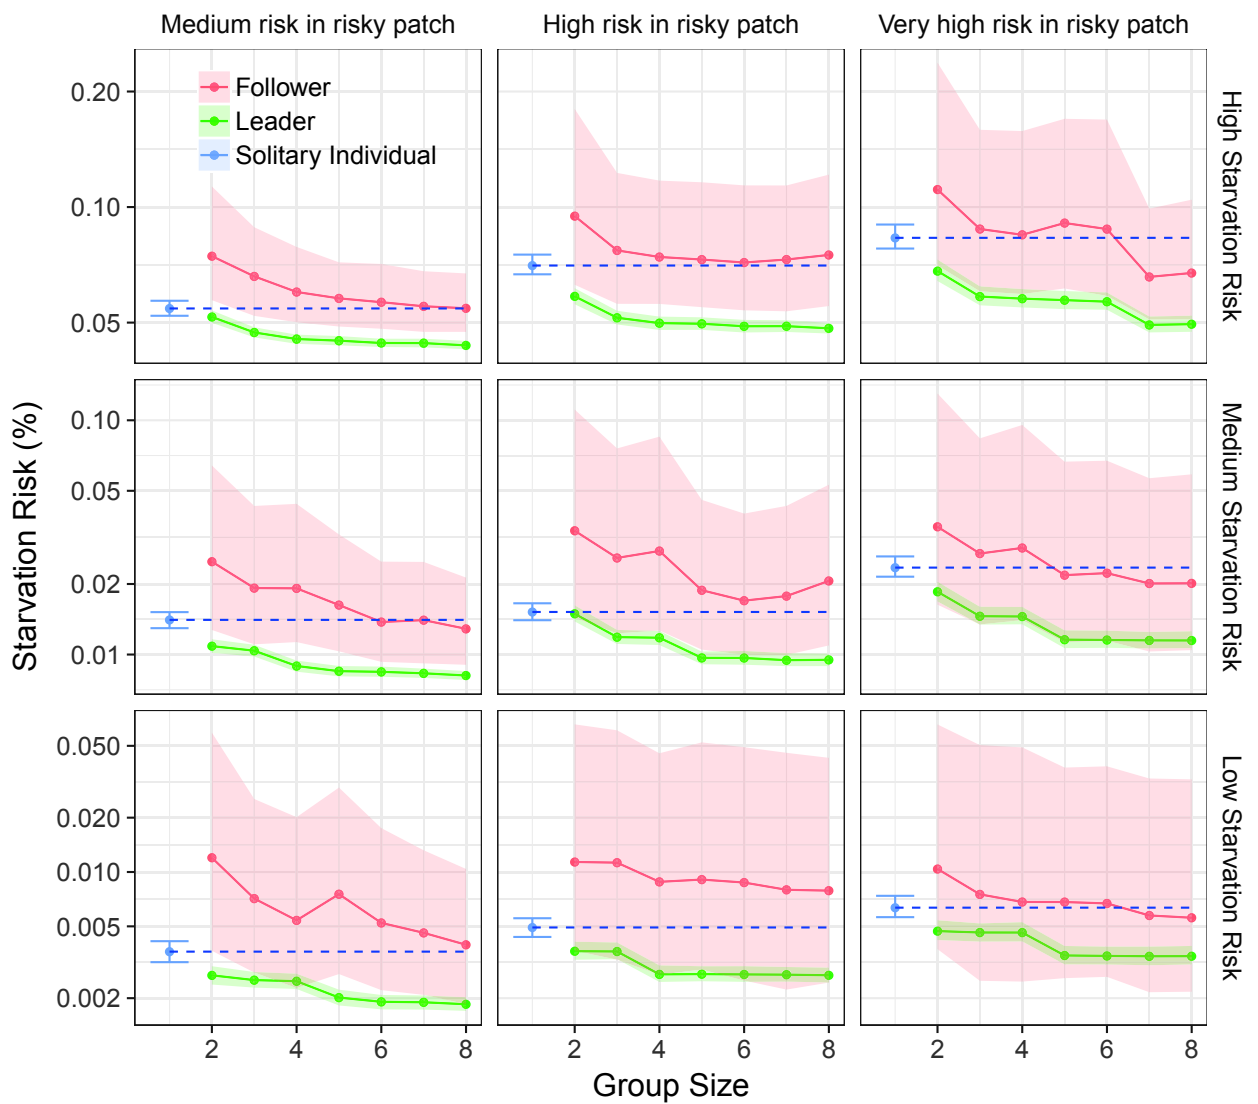 Medium risk in risky patch
High risk in risky patch
Very high risk in risky patch
Follower
Leader
Solitary Individual
0.20
0.10
0.05
High Starvation Risk
0.10
0.05
0.02
0.01
Medium Starvation Risk
0.050
0.020
0.010
0.005
0.002
Low Starvation Risk
Starvation Risk (%)
2 4 6 8
2 4 6 8
2 4 6 8
Group Size